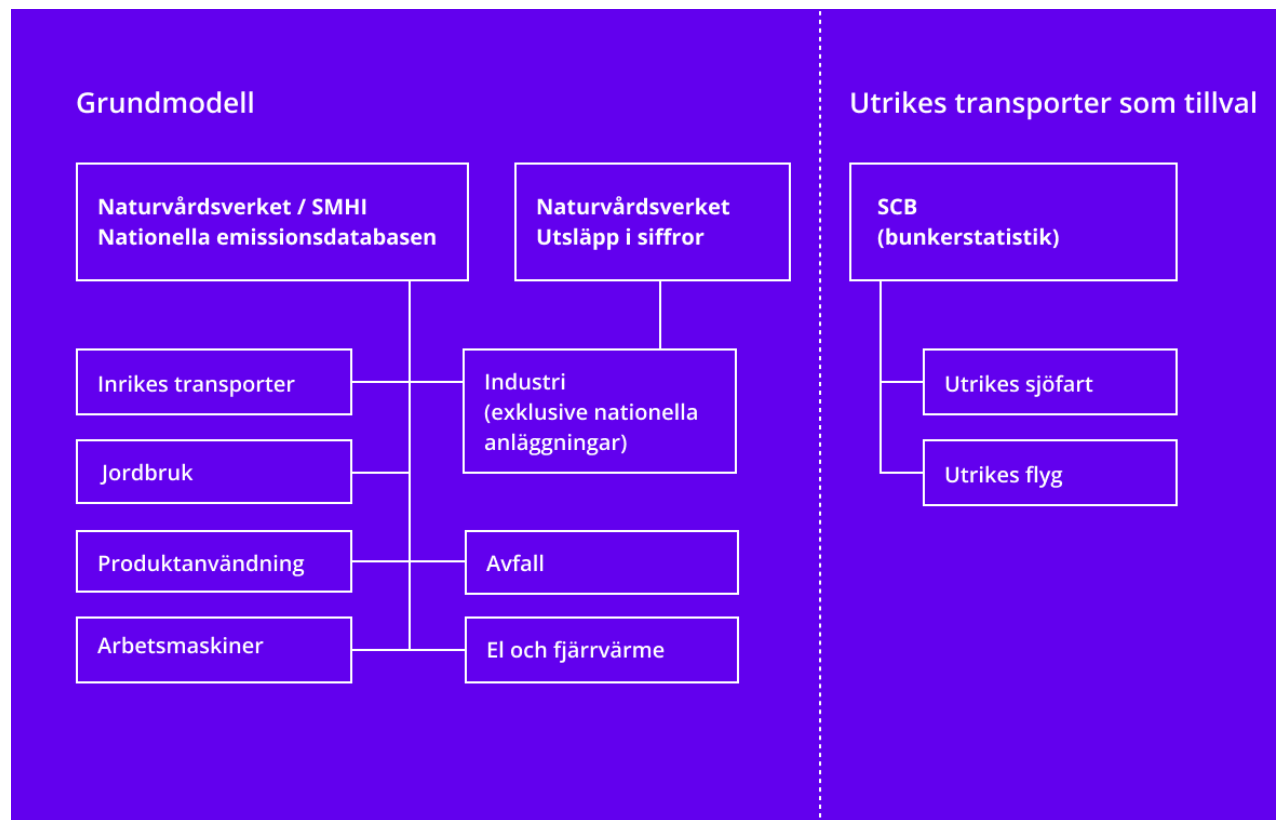 Grundmodell
Utrikes transporter som tillval
Naturvårdsverket / SMHI
Nationella emissionsdatabasen
Naturvårdsverket
Utsläpp i siffror
SCB
(bunkerstatistik)
Inrikes transporter
Industri
(exklusive nationella
anläggningar)
Utrikes sjöfart
Jordbruk
Utrikes flyg
Produktanvändning
Avfall
Arbetsmaskiner
El och fjärrvärme